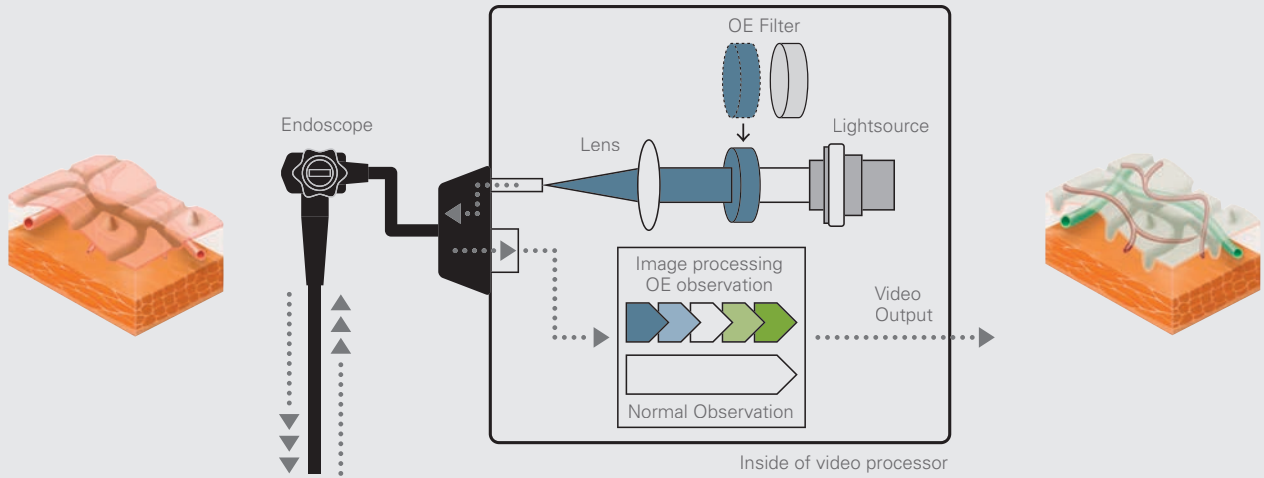 OE Filter
Endoscope
Lens
Lightsource
Image processing
OE observation
Video
Output
Normal Observation
Inside of video processor